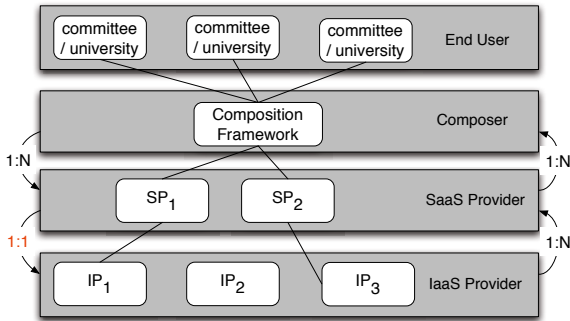 committee
/ university
committee
/ university
committee
/ university
End User
Composition
Framework
Composer
1:N
1:N
SP1
SP2
SaaS Provider
1:1
1:N
IP1
IP2
IP3
IaaS Provider